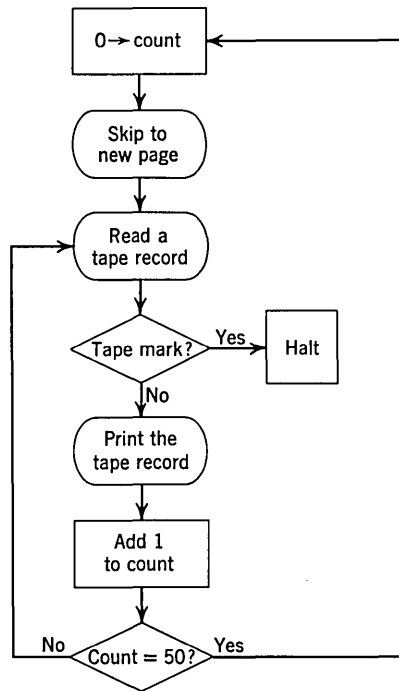 0→ count
Skip to
new page
Read a
tape record
Tape mark?
Yes
Halt
No
Print the
tape record
Add 1
to count
No
Count = 50?
Yes